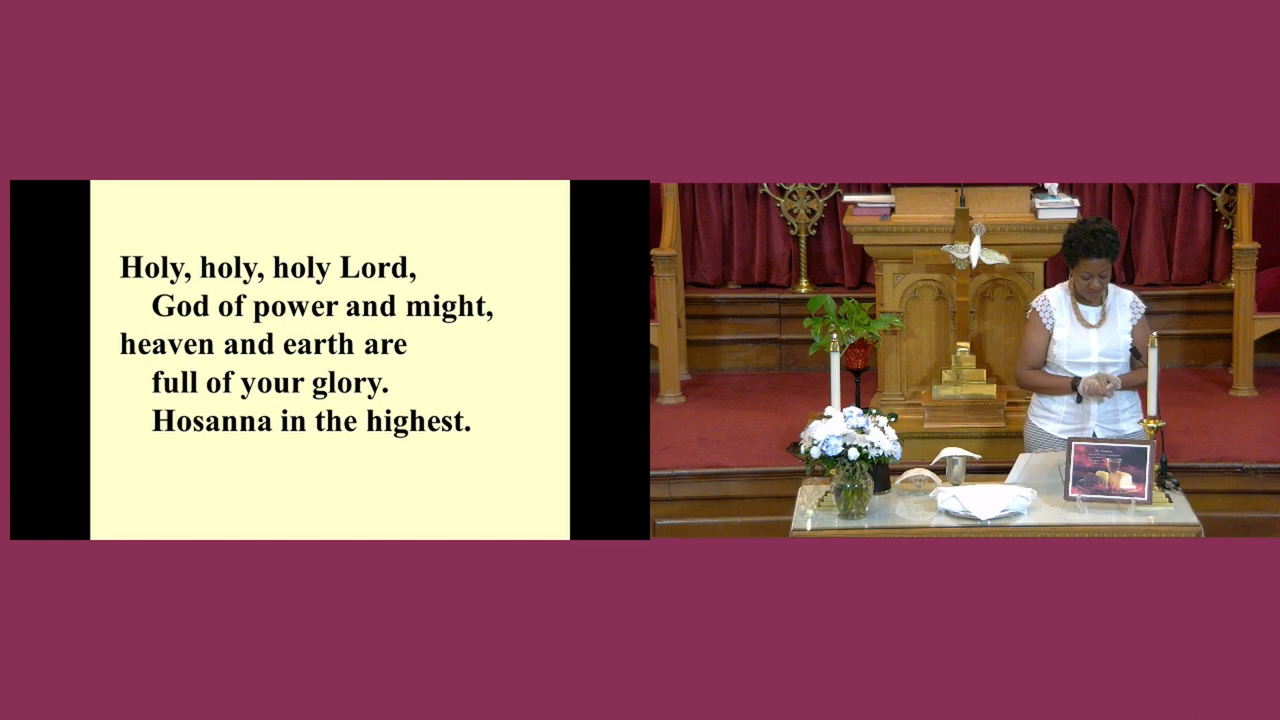 Holy, holy, holy Lord,
God of power and might,
heaven and earth are
full of your glory.
Hosanna in the highest.